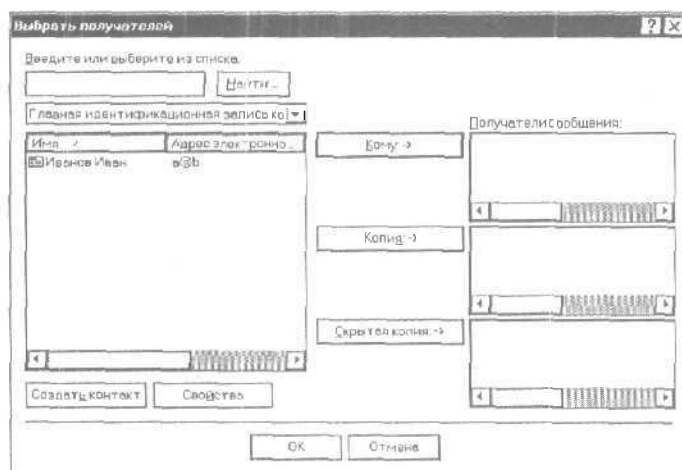 Выбрать получателей
Введите или выберите из списка:
Найти...
Главная идентификационная запись ко
Получатели сообщения:
Имя
Адрес электронно...
Кому: ->
Иванов Иван
a@b
Копия: ->
Скрытая копия: ->
Создать контакт
Свойства
OK
Отмена